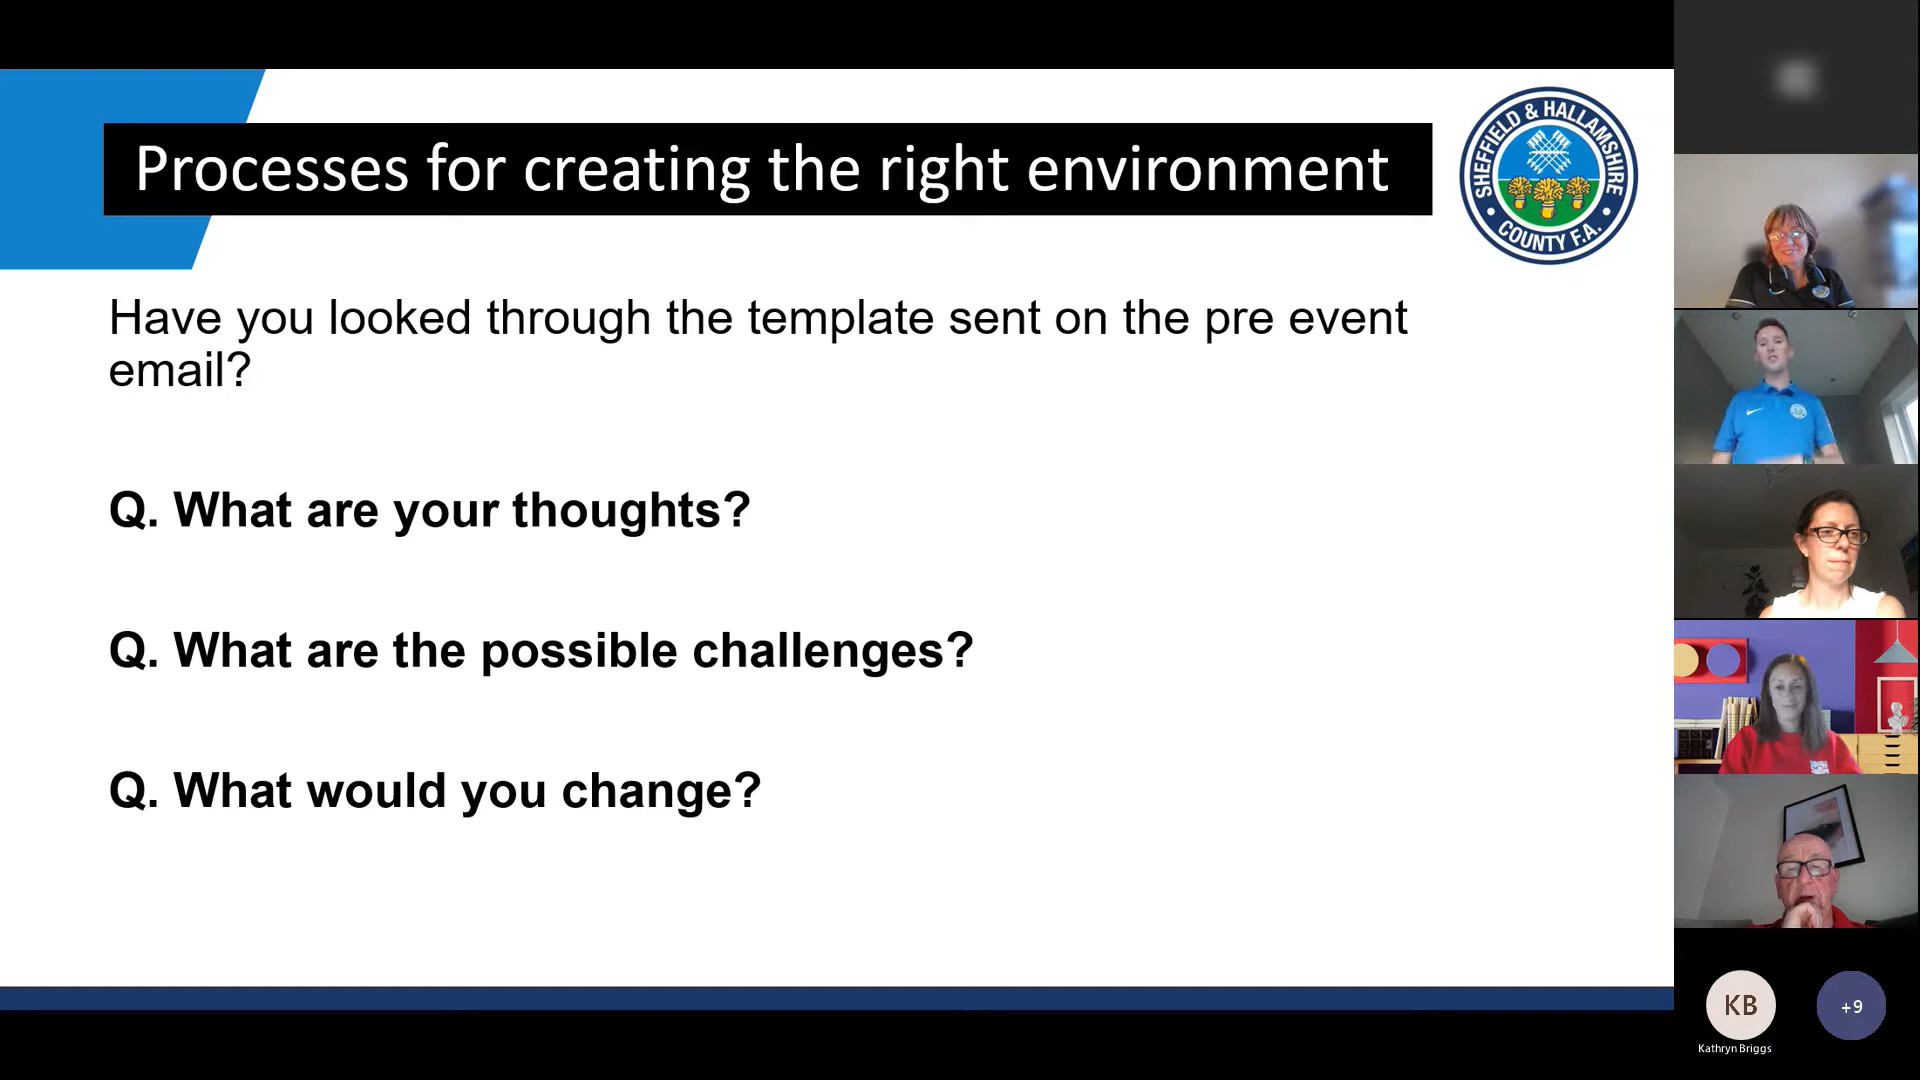 Processes for creating the right environment
SHEFFIELD & HALLAMSHIRE
COUNTY F.A.
Have you looked through the template sent on the pre event
email?
Q. What are your thoughts?
Q. What are the possible challenges?
Q. What would you change?
KB
+9
Kathryn Briggs